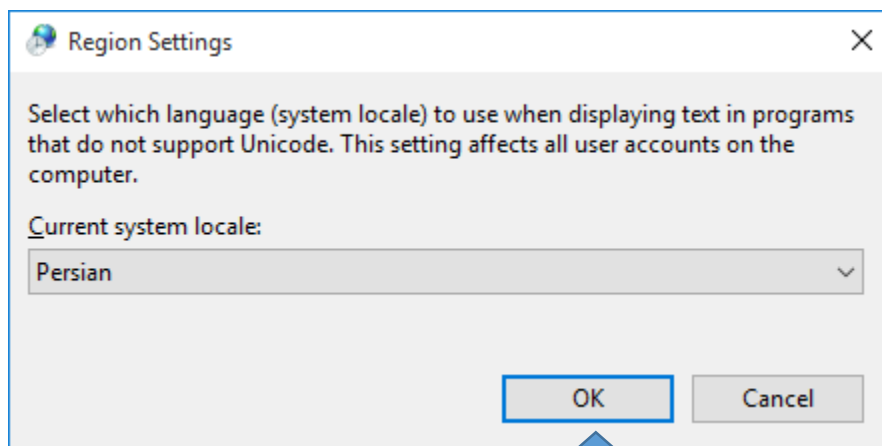 Region Settings
Select which language (system locale) to use when displaying text in programs
that do not support Unicode. This setting affects all user accounts on the
computer.
Current system locale:
Persian
OK
Cancel